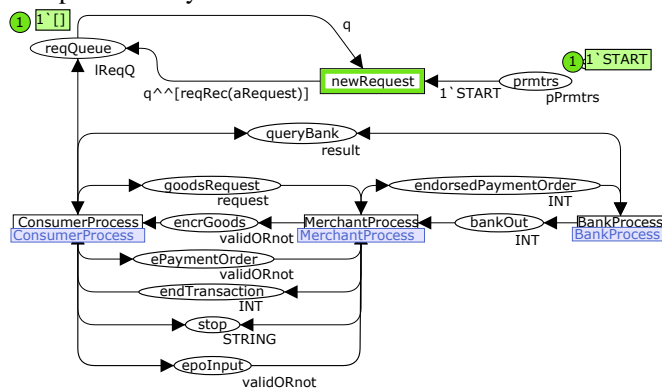 1 1`[]
q
reqQueue
lReqQ
q^^[reqRec(aRequest)]
newRequest
1`START
prmtrs
pPrmtrs
1 1`START
queryBank
result
goodsRequest
request
endorsedPaymentOrder
INT
ConsumerProcess
ConsumerProcess
encrGoods
validORnot
MerchantProcess
MerchantProcess
bankOut
INT
BankProcess
BankProcess
ePaymentOrder
validORnot
endTransaction
INT
stop
STRING
epoInput
validORnot